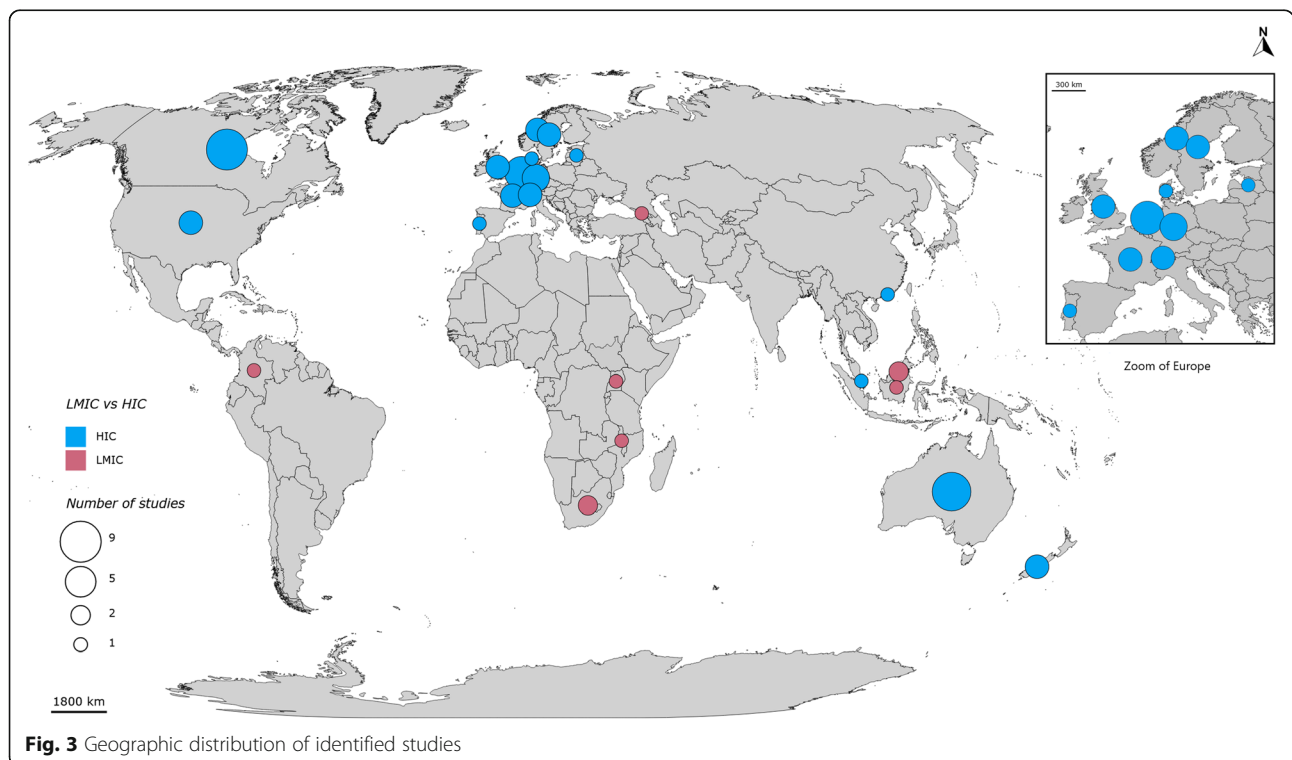 N
300 km
Zoom of Europe
LMIC vs HIC
HIC
LMIC
Number of studies
9
5
2
1
1800 km
Fig. 3 Geographic distribution of identified studies